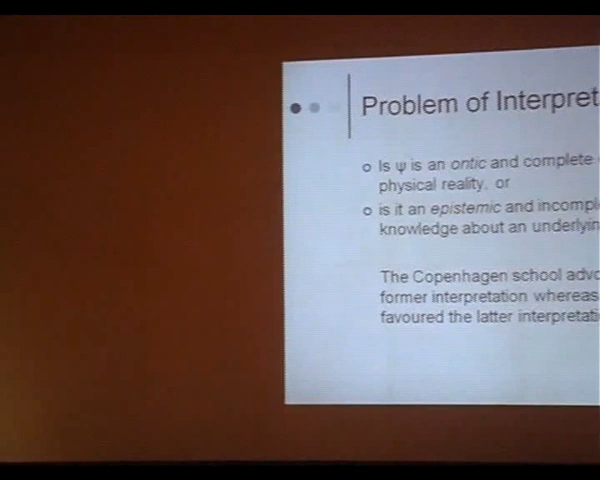 Problem of Interpret
o Is ψ is an ontic and complete
physical reality, or
o is it an epistemic and incompl
knowledge about an underlyin
The Copenhagen school advo
former interpretation whereas
favoured the latter interpretati